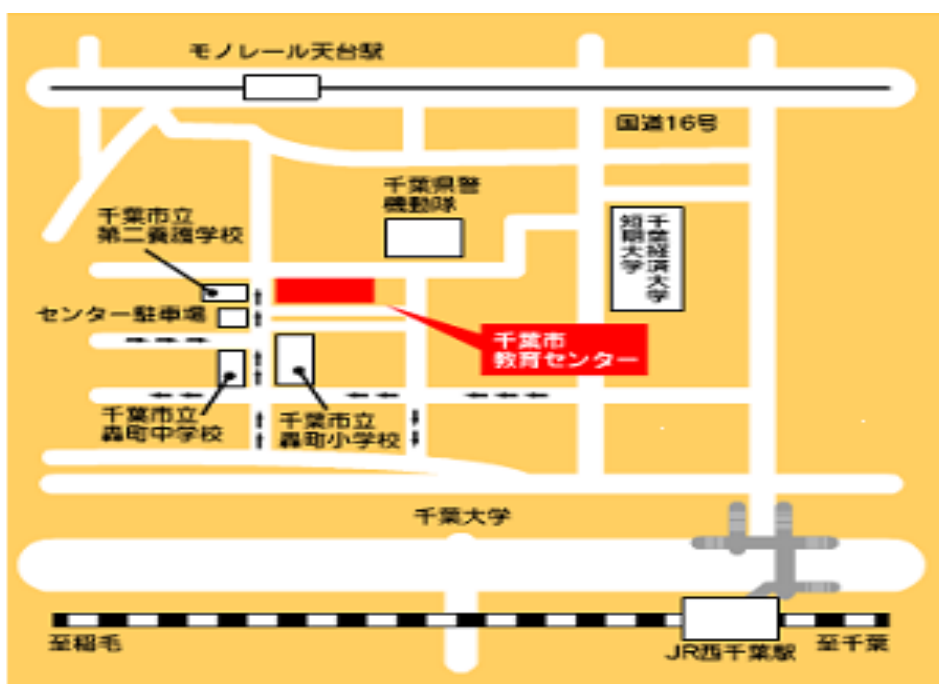 モノレール天台駅
国道16号
千葉県警
機動隊
千葉市立
第二養護学校
千葉経済大学
短期大学
センター駐車場
千葉市
教育センター
千葉市立
轟町中学校
千葉市立
轟町小学校
千葉大学
至稲毛
JR西千葉駅
至千葉